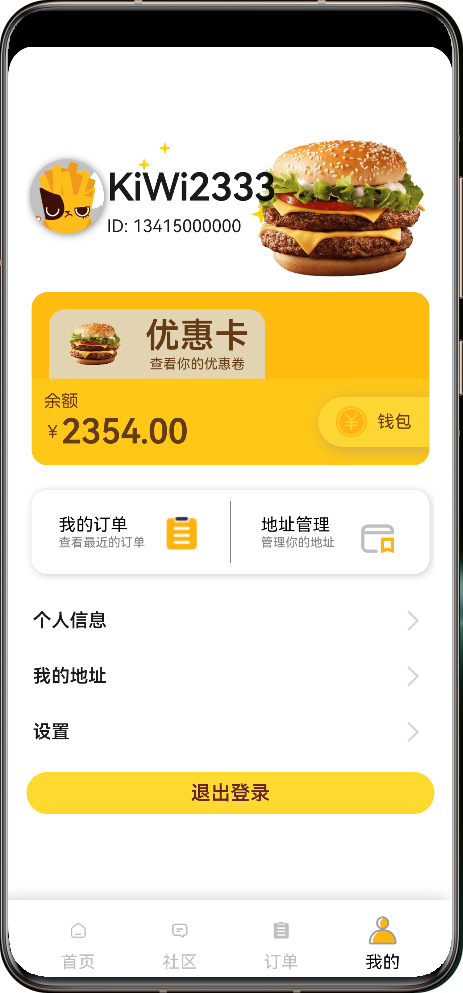 KiWi2333
ID: 13415000000
优惠卡
查看你的优惠卷
余额
￥2354.00
钱包
我的订单
查看最近的订单
地址管理
管理你的地址
个人信息
我的地址
设置
退出登录
首页
社区
订单
我的